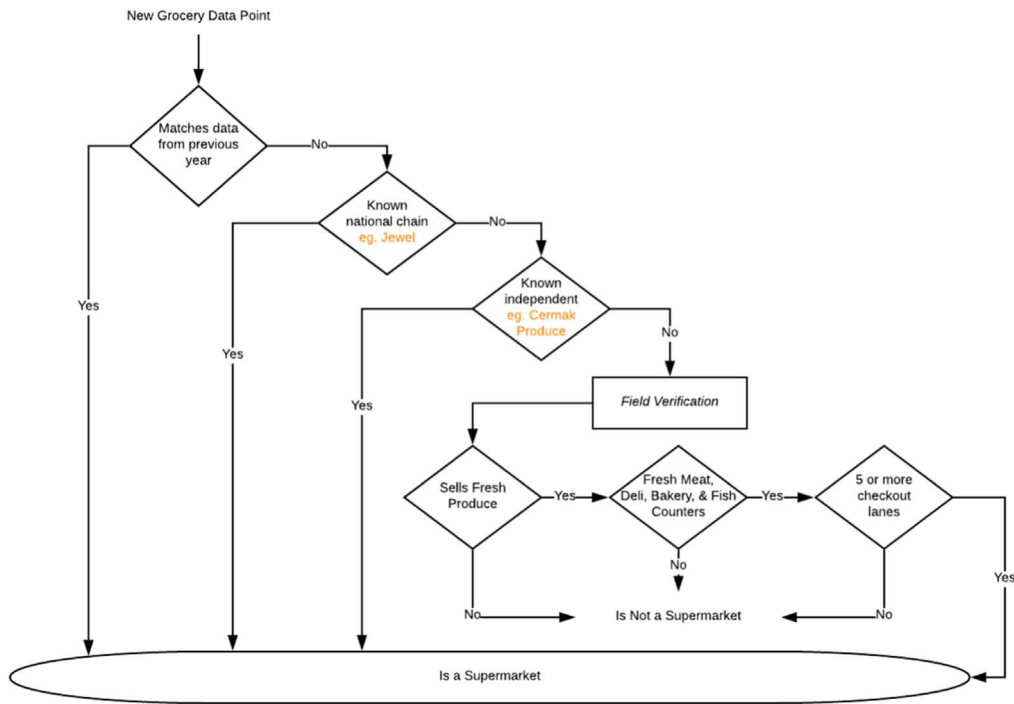 New Grocery Data Point
Matches data
from previous
year
No
Known
national chain
eg. Jewel
No
Known
independent
eg. Cermak
Produce
Yes
No
Yes
Yes
Field Verification
Sells Fresh
Produce
Yes
Fresh Meat,
Deli, Bakery, & Fish
Counters
Yes
5 or more
checkout
lanes
No
Yes
No
Is Not a Supermarket
No
Is a Supermarket